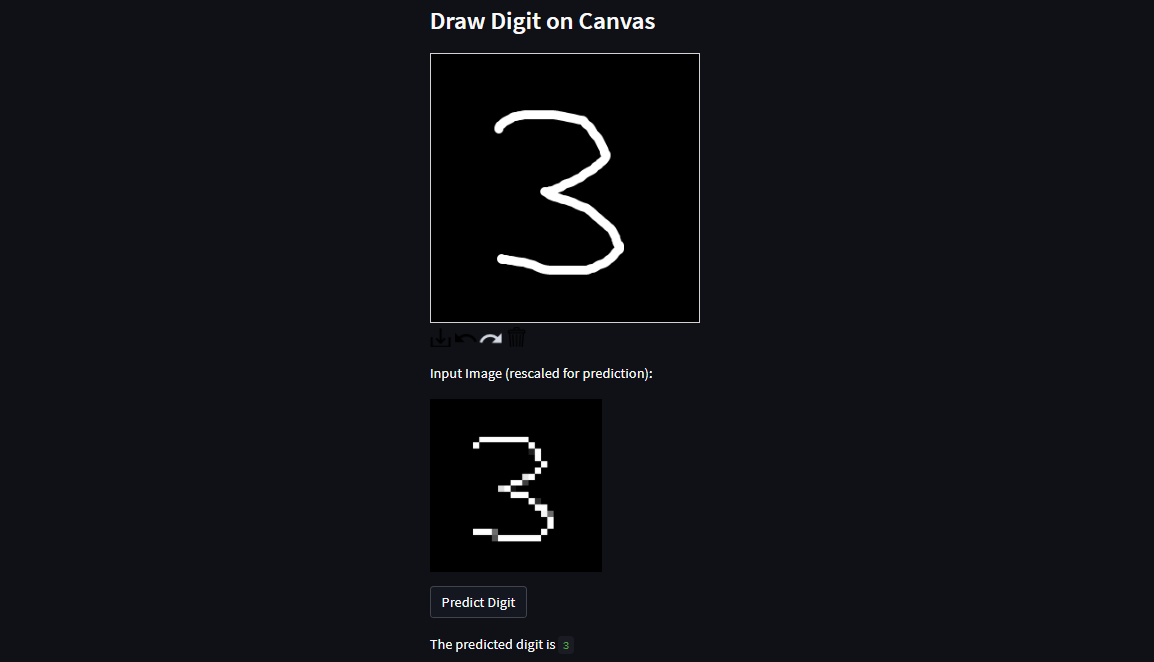 Draw Digit on Canvas
3
Input Image (rescaled for prediction):
3
Predict Digit
The predicted digit is 3